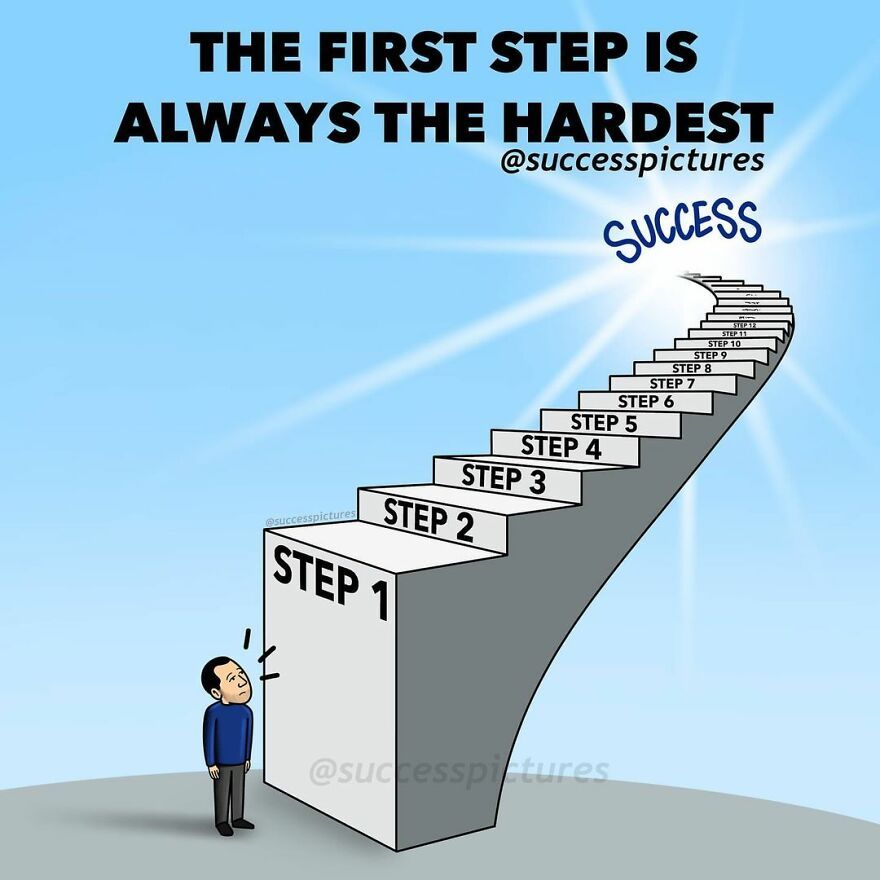 THE FIRST STEP IS
ALWAYS THE HARDEST
@successpictures
SUCCESS
STEP 12
STEP 11
STEP 10
STEP 9
STEP 8
STEP 7
STEP 6
STEP 5
STEP 4
STEP 3
STEP 2
@successpictures
STEP 1
@successpictures